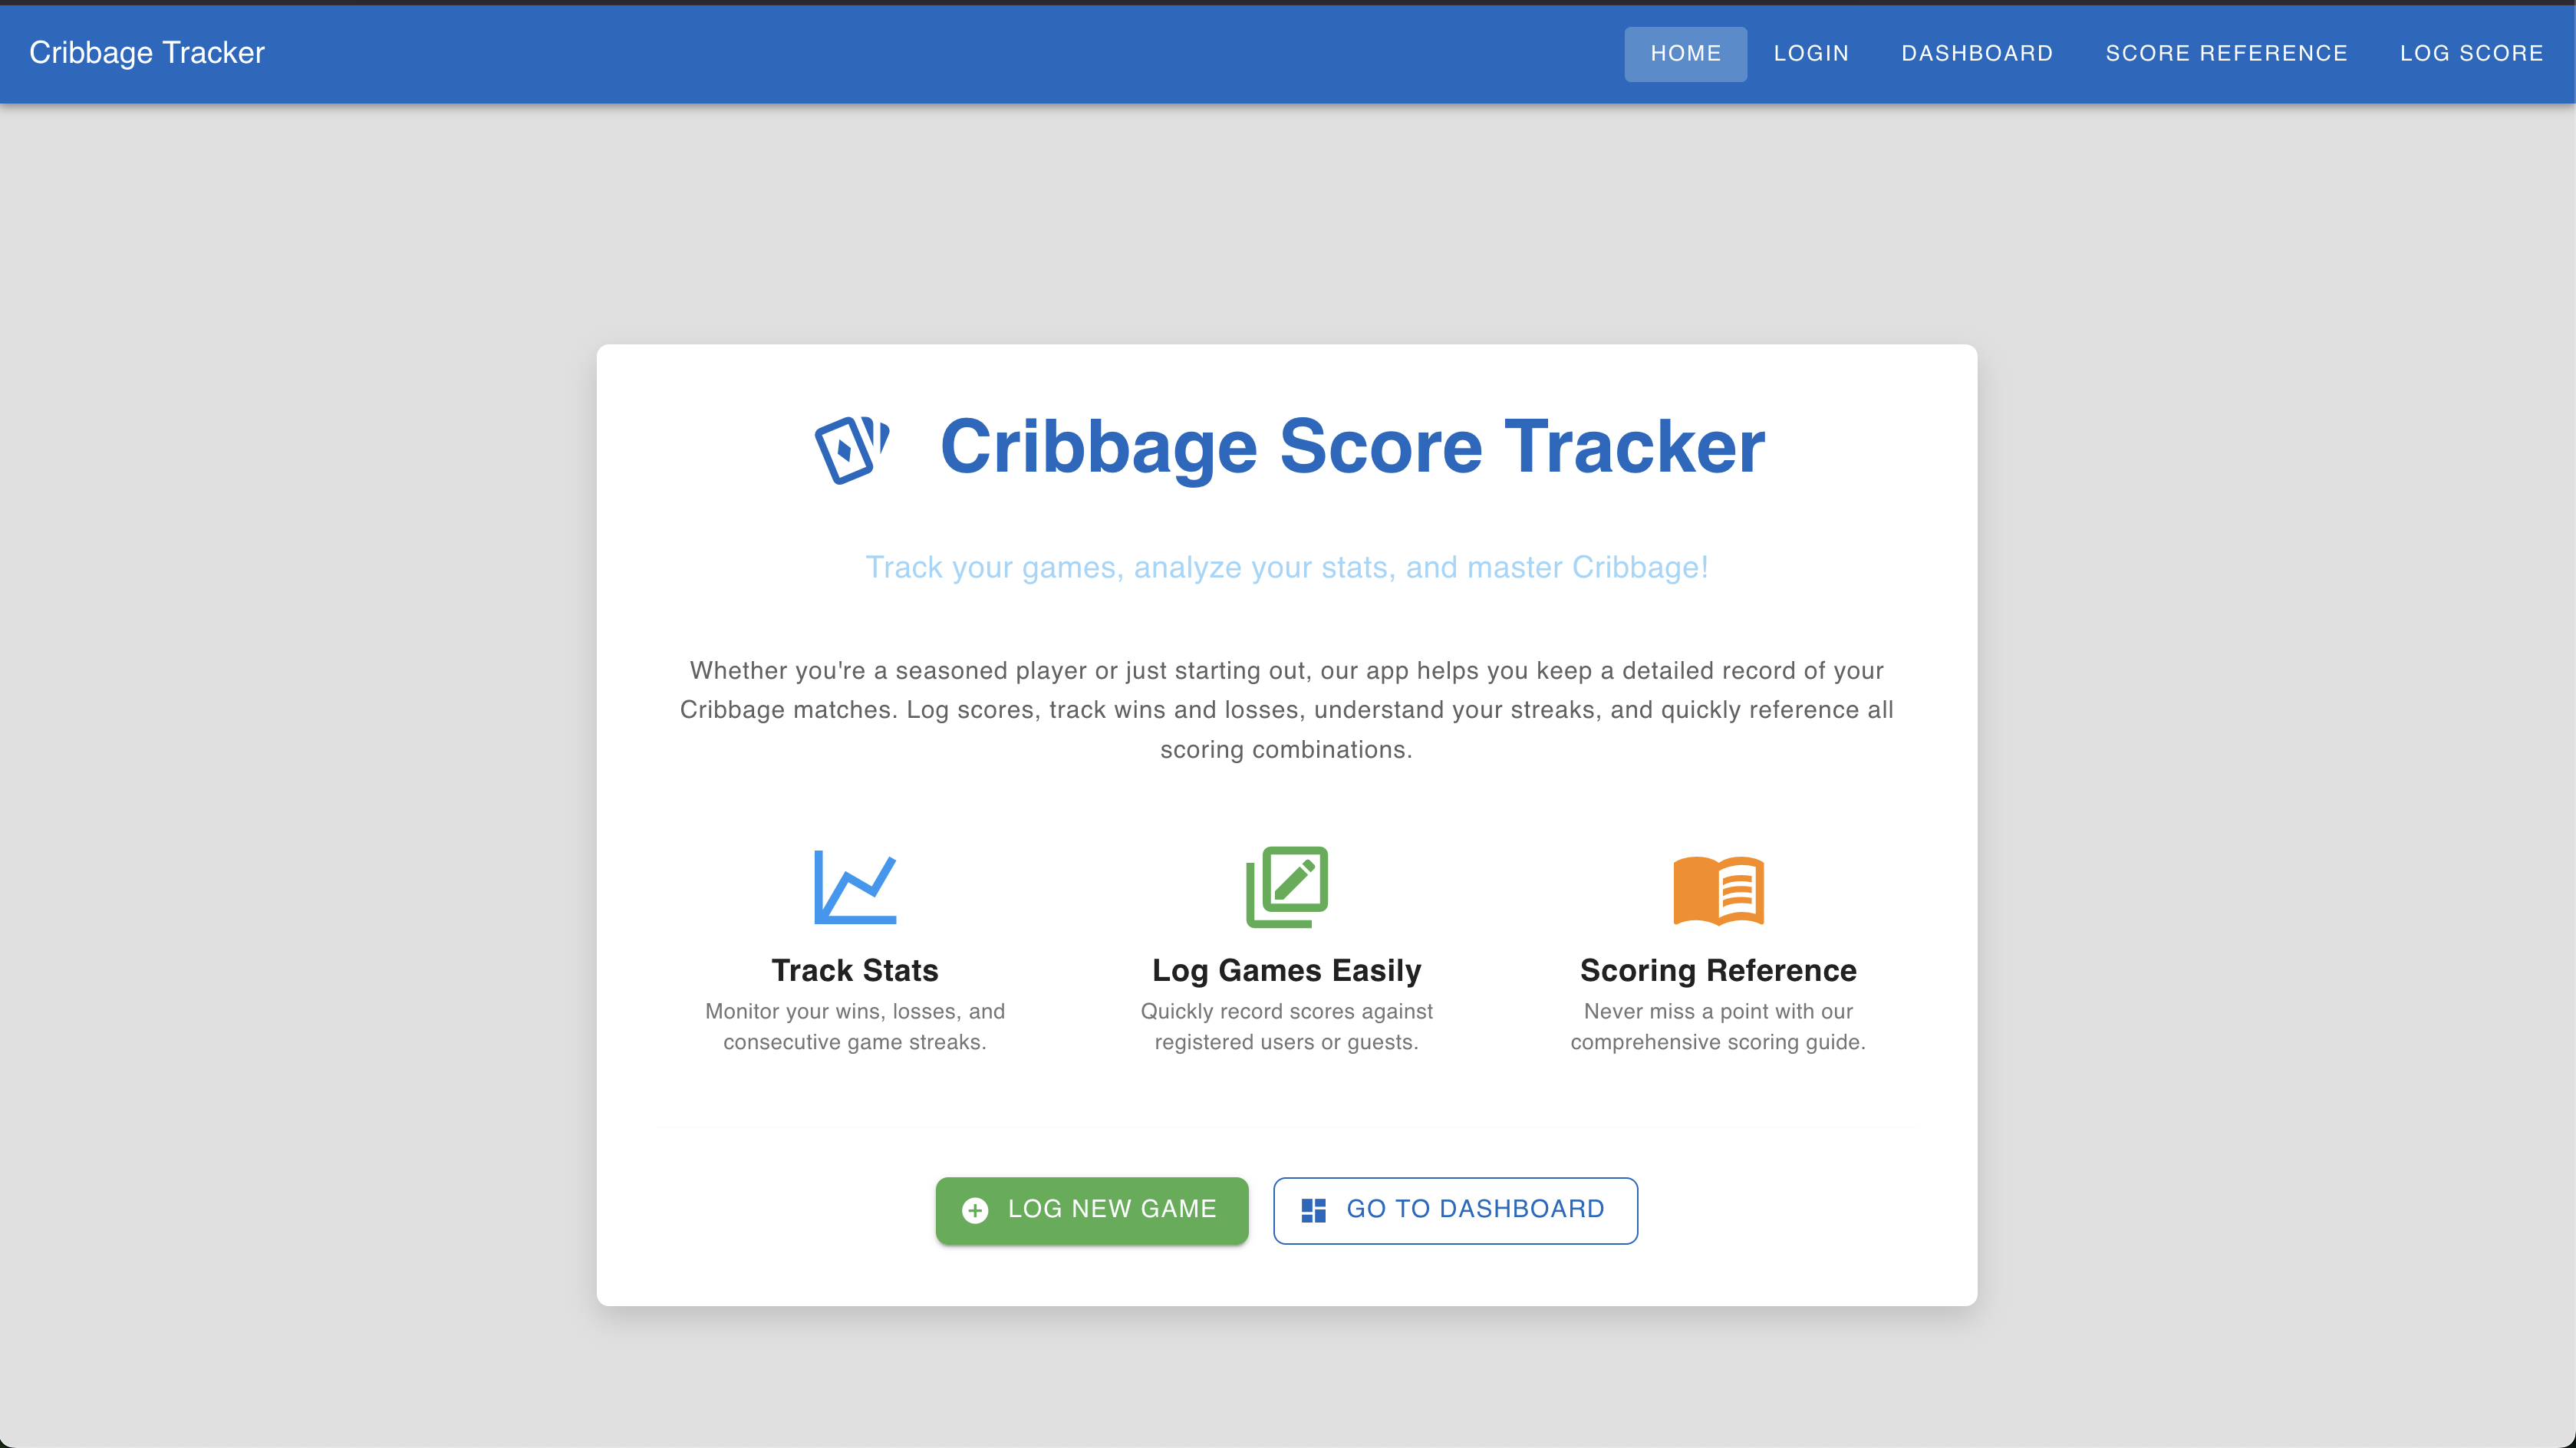 Cribbage Tracker
HOME
LOGIN
DASHBOARD
SCORE REFERENCE
LOG SCORE
Cribbage Score Tracker
Track your games, analyze your stats, and master Cribbage!
Whether you're a seasoned player or just starting out, our app helps you keep a detailed record of your
Cribbage matches. Log scores, track wins and losses, understand your streaks, and quickly reference all
scoring combinations.
Track Stats
Monitor your wins, losses, and
consecutive game streaks.
Log Games Easily
Quickly record scores against
registered users or guests.
Scoring Reference
Never miss a point with our
comprehensive scoring guide.
LOG NEW GAME
GO TO DASHBOARD